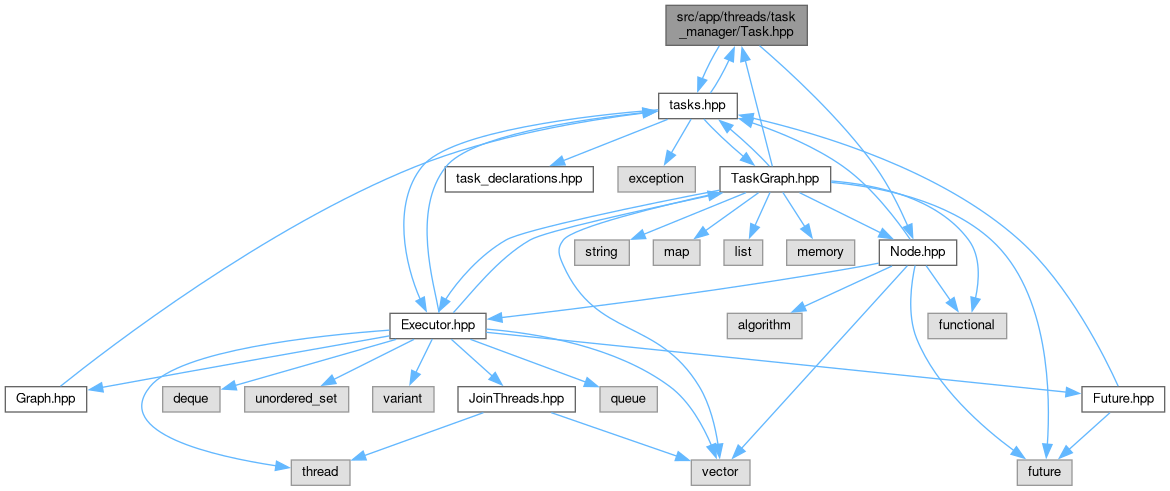 src/app/threads/task
_manager/Task.hpp
tasks.hpp
task_declarations.hpp
exception
TaskGraph.hpp
string
map
list
memory
Node.hpp
Executor.hpp
algorithm
functional
Graph.hpp
deque
unordered_set
variant
JoinThreads.hpp
queue
Future.hpp
thread
vector
future